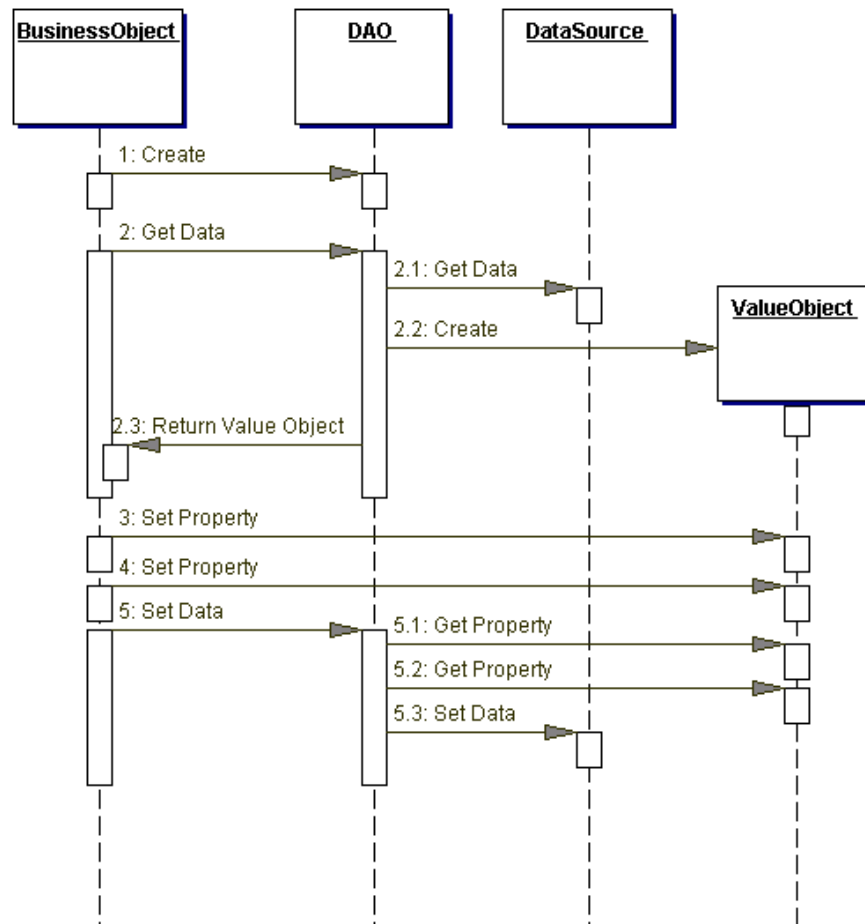 BusinessObject
DAO
DataSource
1: Create
2: Get Data
2.1: Get Data
ValueObject
2.2: Create
2.3: Return Value Object
3: Set Property
4: Set Property
5: Set Data
5.1: Get Property
5.2: Get Property
5.3: Set Data